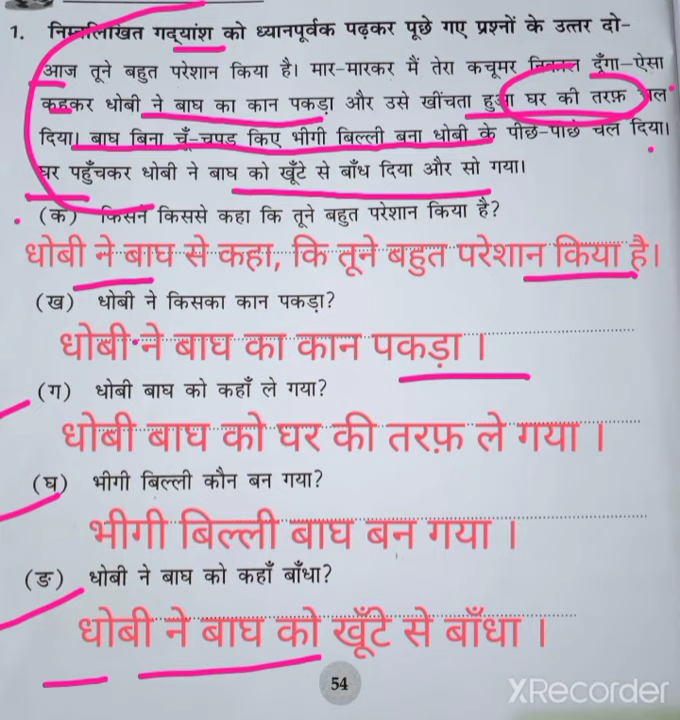 1. निम्नलिखित गद्यांश को ध्यानपूर्वक पढ़कर पूछे गए प्रश्नों के उत्तर दो–
आज तूने बहुत परेशान किया है। मार-मारकर मैं तेरा कचूमर निकाल दूँगा–ऐसा
कहकर धोबी ने बाघ का कान पकड़ा और उसे खींचता हुआ घर की तरफ़ चल
दिया। बाघ बिना चूँ-चपड़ किए भीगी बिल्ली बना धोबी के पीछे-पीछे चल दिया।
घर पहुँचकर धोबी ने बाघ को खूँटे से बाँध दिया और सो गया।
(क) किसने किससे कहा कि तूने बहुत परेशान किया है?
धोबी ने बाघ से कहा, कि तूने बहुत परेशान किया है।
(ख) धोबी ने किसका कान पकड़ा?
धोबी ने बाघ का कान पकड़ा ।
(ग) धोबी बाघ को कहाँ ले गया?
धोबी बाघ को घर की तरफ़ ले गया ।
(घ) भीगी बिल्ली कौन बन गया?
भीगी बिल्ली बाघ बन गया ।
(ङ) धोबी ने बाघ को कहाँ बाँधा?
धोबी ने बाघ को खूँटे से बाँधा ।
54
XRecorder